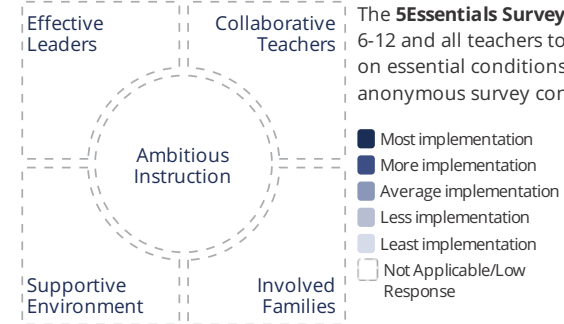 Effective
Leaders
Collaborative
Teachers
Ambitious
Instruction
Supportive
Environment
Involved
Families
The 5Essentials Survey
6-12 and all teachers to
on essential conditions
anonymous survey con
Most implementation
More implementation
Average implementation
Less implementation
Least implementation
Not Applicable/Low
Response